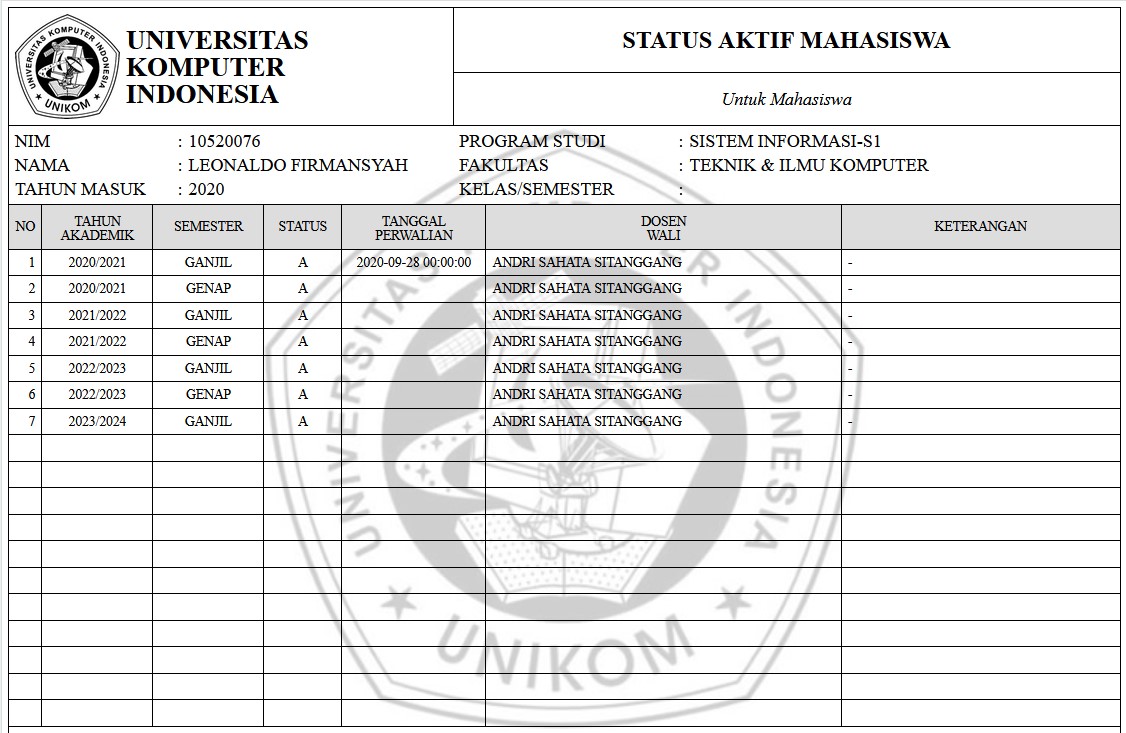 UNIVERSITAS KOMPUTER INDONESIA
UNIKOM
UNIVERSITAS
KOMPUTER
INDONESIA
STATUS AKTIF MAHASISWA
Untuk Mahasiswa
NIM : 10520076 PROGRAM STUDI : SISTEM INFORMASI-S1
NAMA : LEONALDO FIRMANSYAH FAKULTAS : TEKNIK & ILMU KOMPUTER
TAHUN MASUK : 2020 KELAS/SEMESTER :
NO TAHUN AKADEMIK SEMESTER STATUS TANGGAL PERWALIAN DOSEN WALI KETERANGAN
1 2020/2021 GANJIL A 2020-09-28 00:00:00 ANDRI SAHATA SITANGGANG -
2 2020/2021 GENAP A ANDRI SAHATA SITANGGANG -
3 2021/2022 GANJIL A ANDRI SAHATA SITANGGANG -
4 2021/2022 GENAP A ANDRI SAHATA SITANGGANG -
5 2022/2023 GANJIL A ANDRI SAHATA SITANGGANG -
6 2022/2023 GENAP A ANDRI SAHATA SITANGGANG -
7 2023/2024 GANJIL A ANDRI SAHATA SITANGGANG -
UNIVERSITAS KOMPUTER INDONESIA
UNIKOM